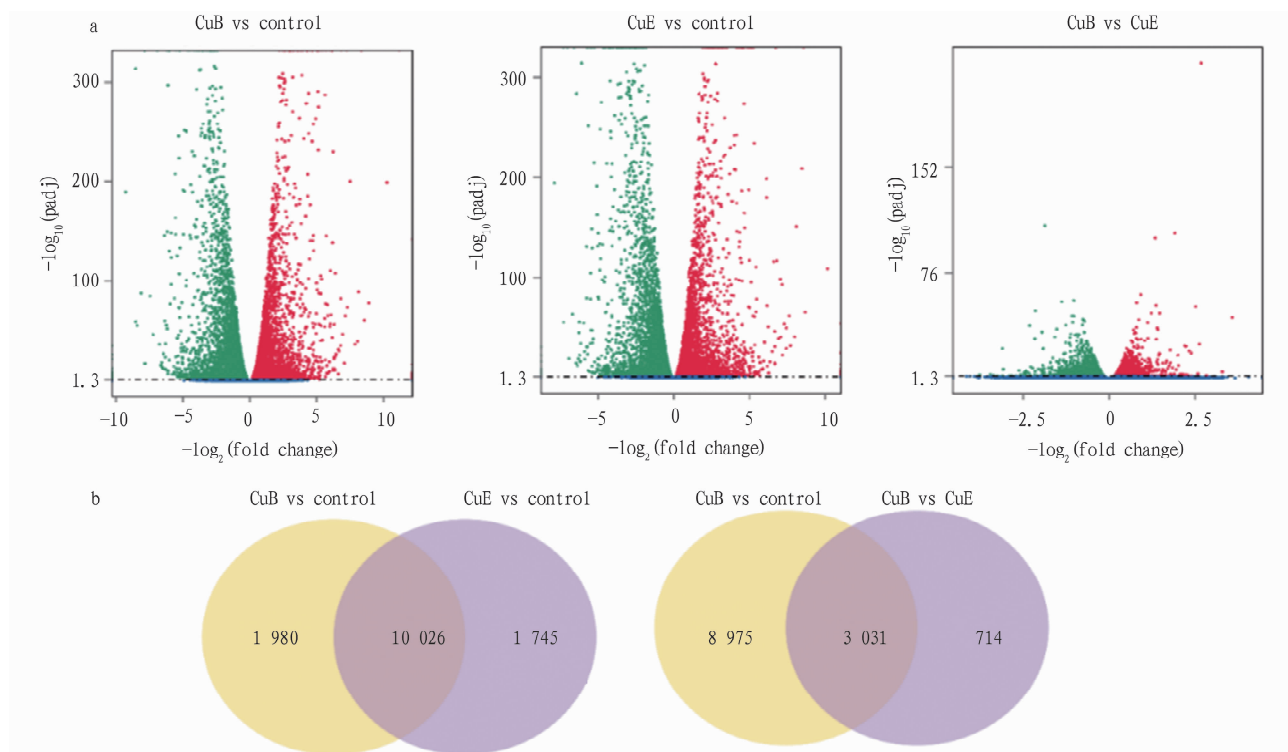 a
CuB vs control
CuE vs control
CuB vs CuE
−log10(padj)
300
200
100
1.3
−10 −5 0 5 10
−log2(fold change)
−log10(padj)
300
200
100
1.3
−5 0 5 10
−log2(fold change)
−log10(padj)
152
76
1.3
−2.5 0 2.5
−log2(fold change)
b
CuB vs control
CuE vs control
1 980
10 026
1 745
CuB vs control
CuB vs CuE
8 975
3 031
714